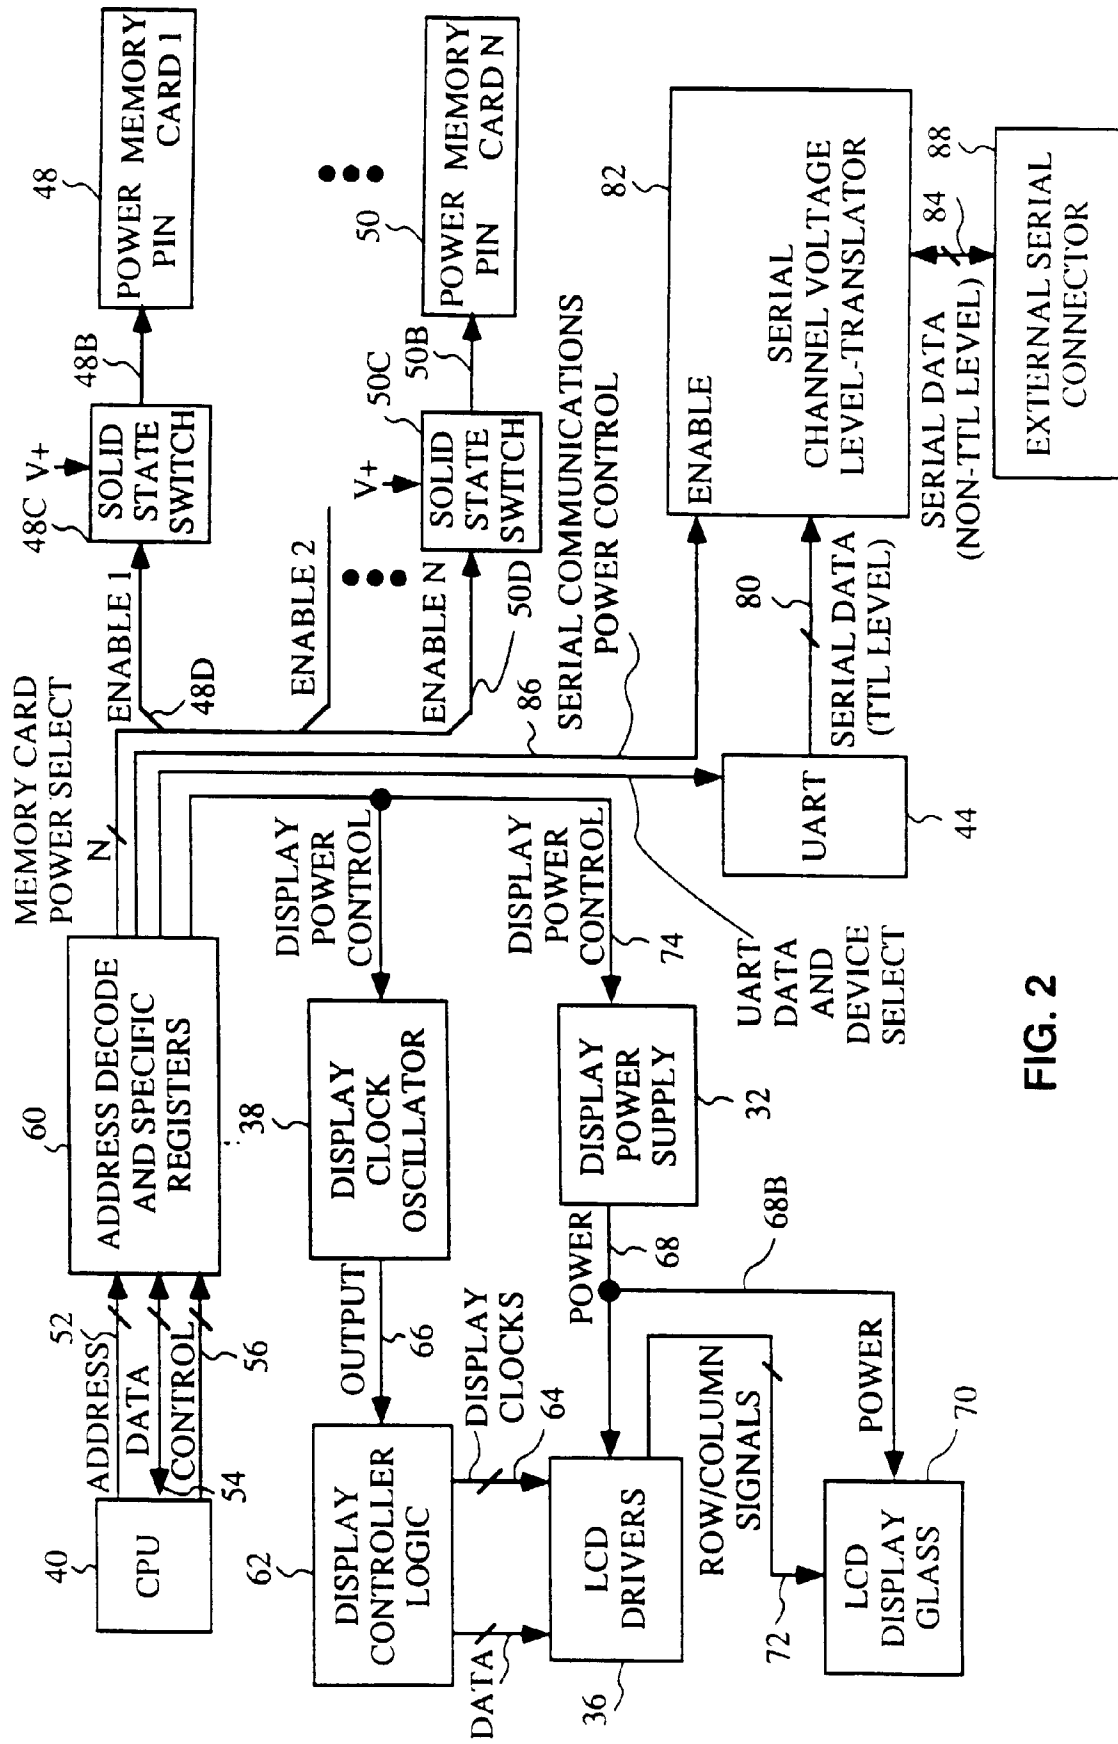 MEMORY CARD
POWER SELECT
N
40
CPU
ADDRESS
52
DATA
54
CONTROL
56
60
ADDRESS DECODE
AND SPECIFIC
REGISTERS
ENABLE 1
48D
48C
V+
SOLID
STATE
SWITCH
48B
48
POWER
PIN
MEMORY
CARD 1
ENABLE 2
ENABLE N
50D
V+
50C
SOLID
STATE
SWITCH
50B
50
POWER
PIN
MEMORY
CARD N
86
SERIAL COMMUNICATIONS
POWER CONTROL
62
DISPLAY
CONTROLLER
LOGIC
OUTPUT
66
38
DISPLAY
CLOCK
OSCILLATOR
DISPLAY
POWER
CONTROL
DATA
DISPLAY
CLOCKS
64
36
LCD
DRIVERS
POWER
68
DISPLAY
POWER
SUPPLY
32
DISPLAY
POWER
CONTROL
74
68B
ROW/COLUMN
SIGNALS
72
POWER
LCD
DISPLAY
GLASS
70
UART
DATA AND
DEVICE
SELECT
UART
44
80
SERIAL DATA
(TTL LEVEL)
82
ENABLE
SERIAL
CHANNEL VOLTAGE
LEVEL-TRANSLATOR
SERIAL DATA
(NON-TTL LEVEL)
84
88
EXTERNAL SERIAL
CONNECTOR
FIG. 2